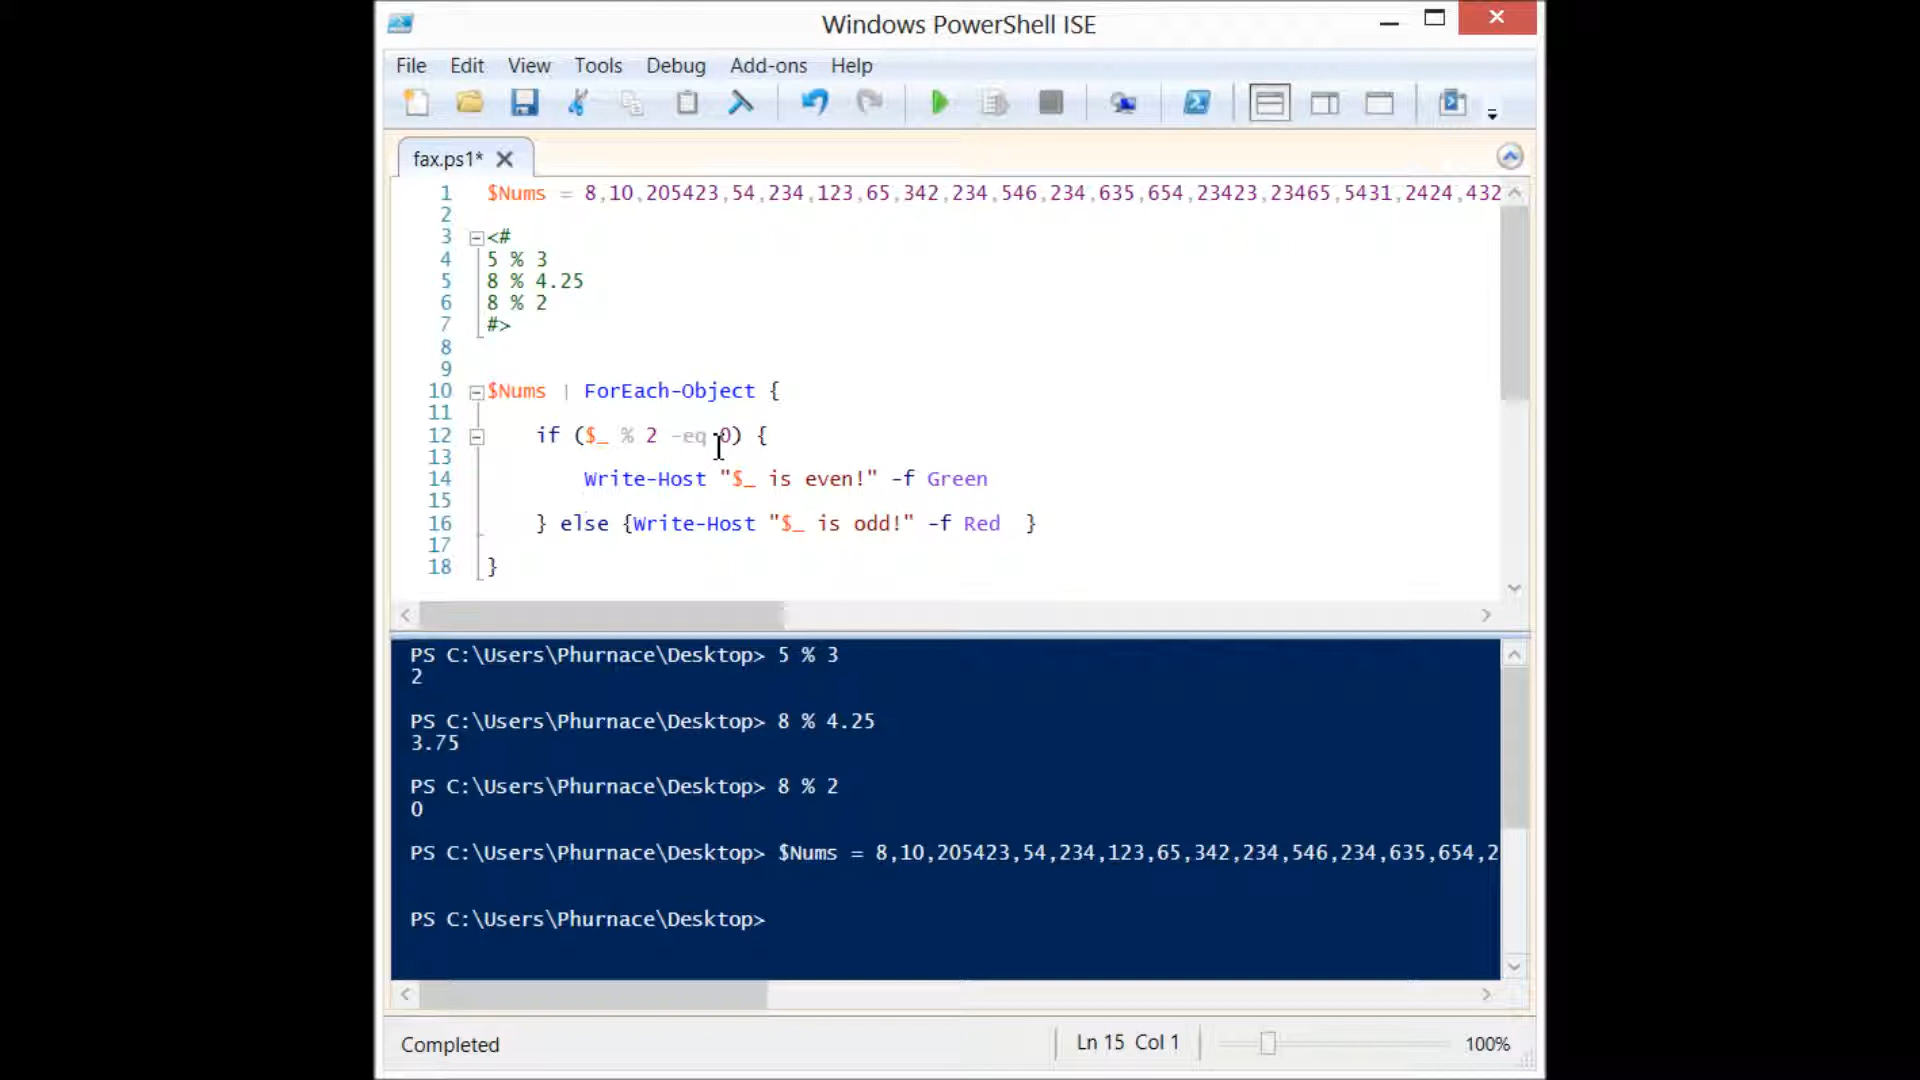 Windows PowerShell ISE
File Edit View Tools Debug Add-ons Help
fax.ps1*
1 $Nums = 8,10,205423,54,234,123,65,342,234,546,234,635,654,23423,23465,5431,2424,432
2
3 <#
4 5 % 3
5 8 % 4.25
6 8 % 2
7 #>
8
9
10 $Nums | ForEach-Object {
11
12 if ($_ % 2 -eq 0) {
13
14 Write-Host "$_ is even!" -f Green
15
16 } else {Write-Host "$_ is odd!" -f Red  }
17
18 }
PS C:\Users\Phurnace\Desktop> 5 % 3
2
PS C:\Users\Phurnace\Desktop> 8 % 4.25
3.75
PS C:\Users\Phurnace\Desktop> 8 % 2
0
PS C:\Users\Phurnace\Desktop> $Nums = 8,10,205423,54,234,123,65,342,234,546,234,635,654,2
PS C:\Users\Phurnace\Desktop>
Completed Ln 15 Col 1 100%